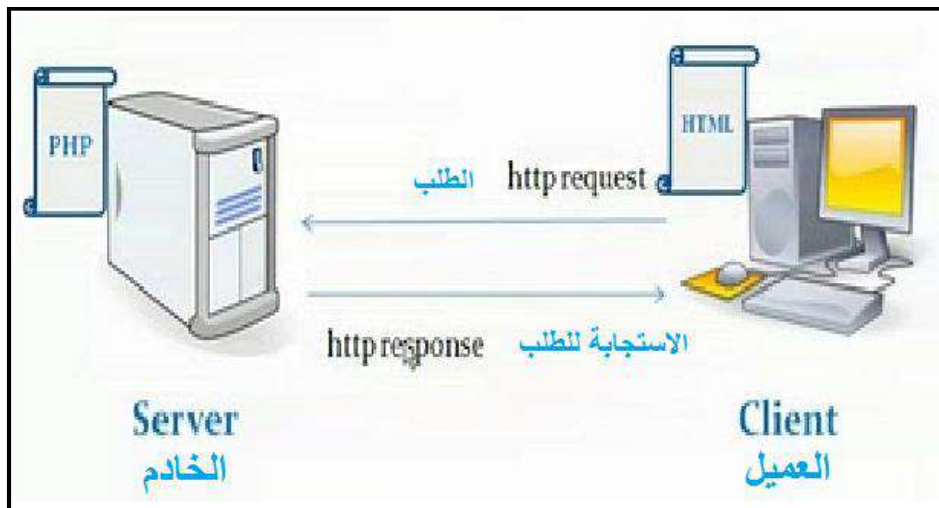 PHP
HTML
الطلب http request
http response الاستجابة للطلب
Server
الخادم
Client
العميل